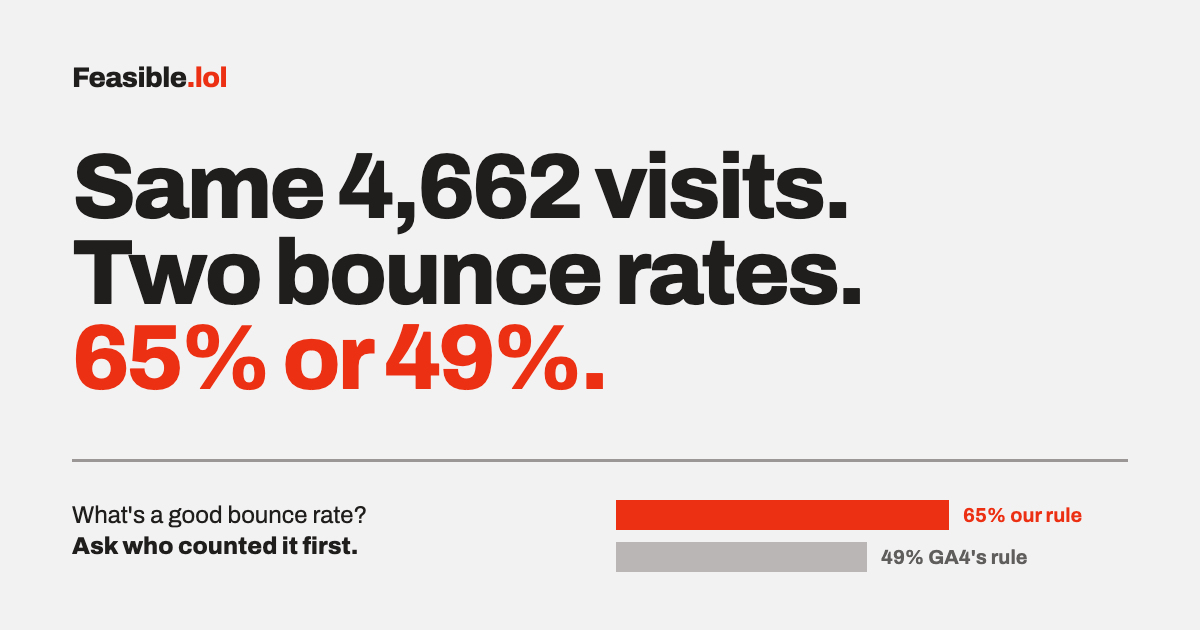 Feasible.lol
Same 4,662 visits.
Two bounce rates.
65% or 49%.
What's a good bounce rate?
Ask who counted it first.
65% our rule
49% GA4's rule